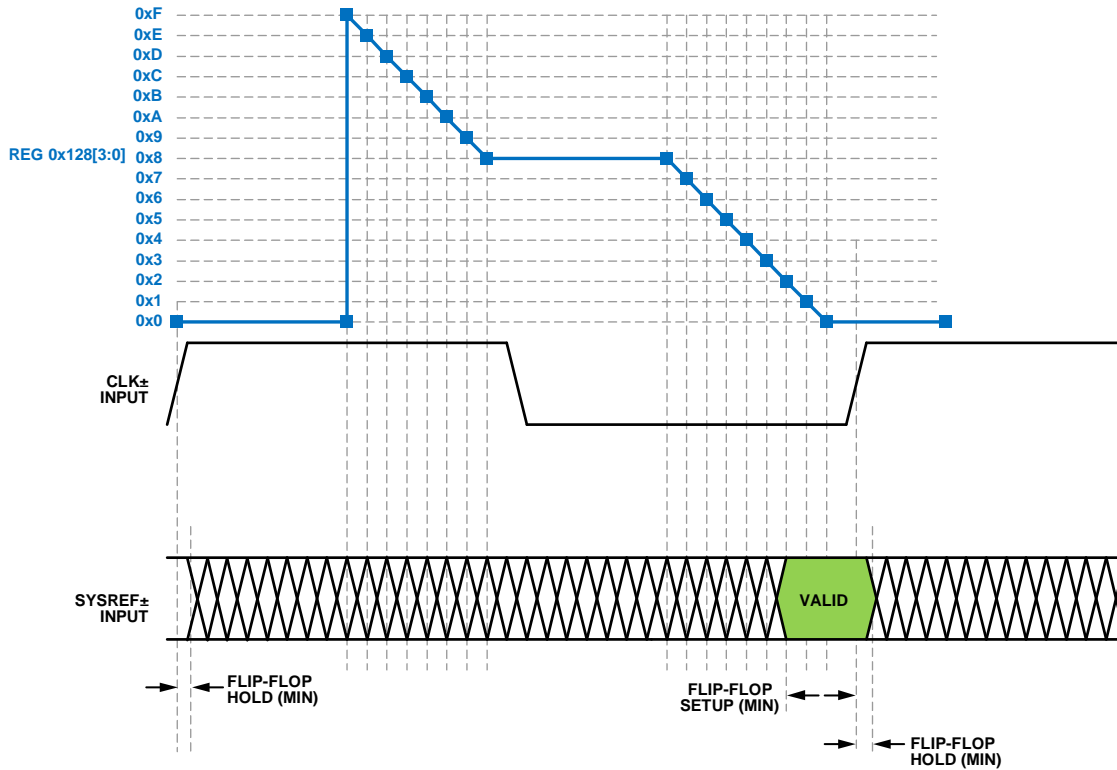 0xF
0xE
0xD
0xC
0xB
0xA
0x9
REG 0x128[3:0]
0x8
0x7
0x6
0x5
0x4
0x3
0x2
0x1
0x0
CLK±
INPUT
SYSREF±
INPUT
VALID
FLIP-FLOP
HOLD (MIN)
FLIP-FLOP
SETUP (MIN)
FLIP-FLOP
HOLD (MIN)